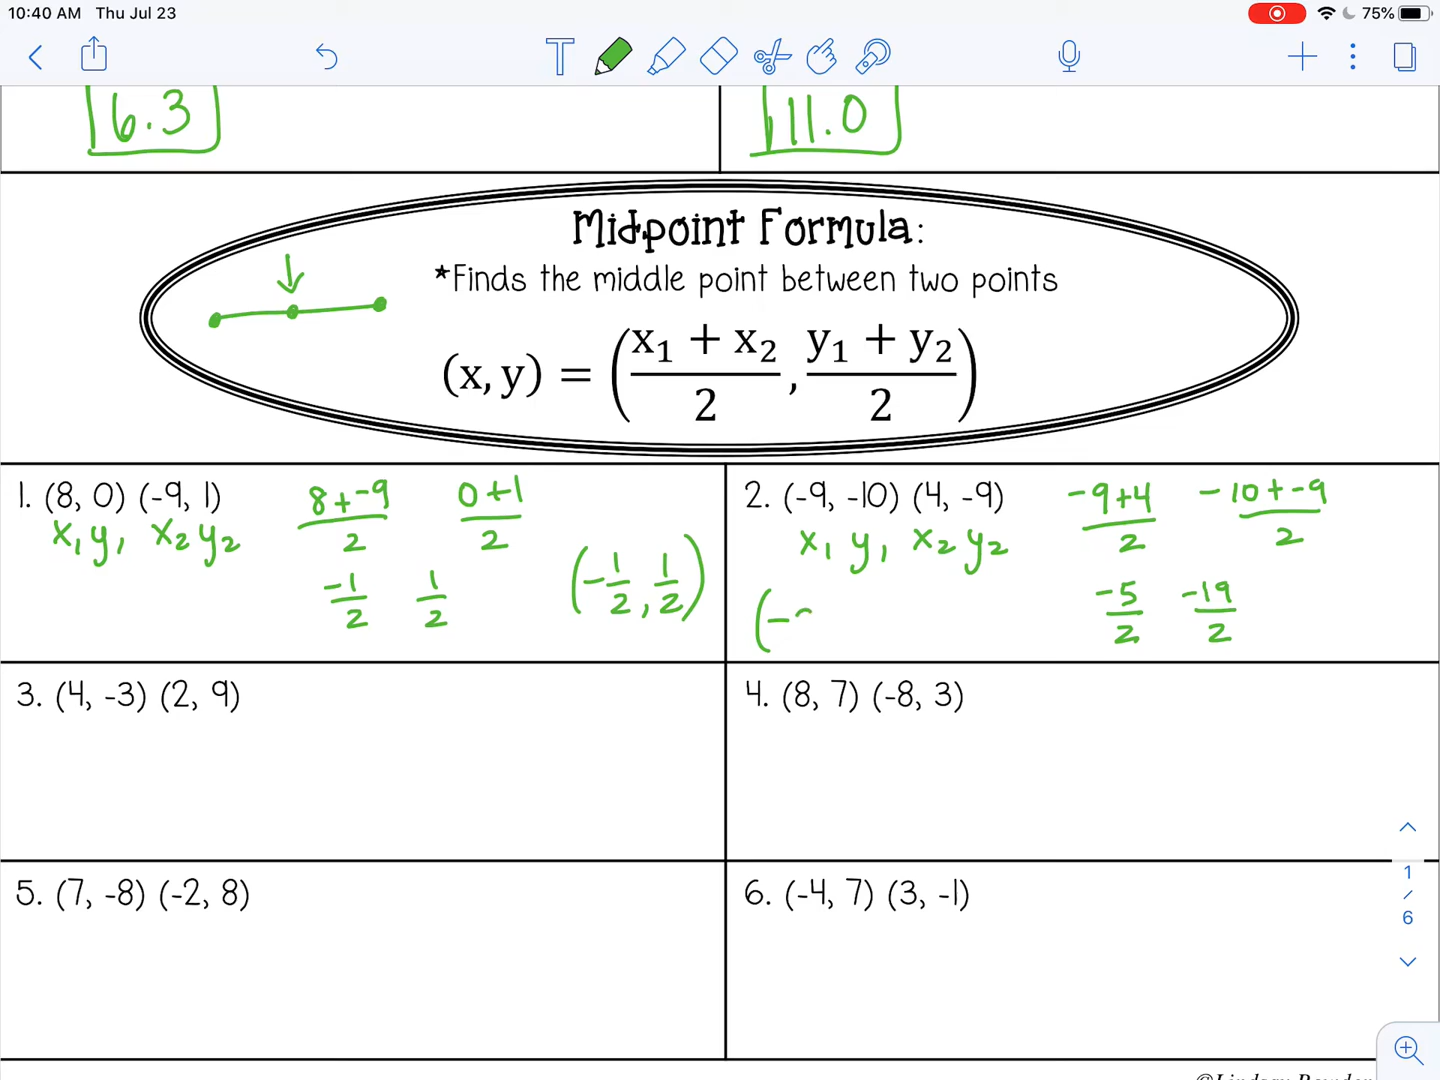 10:40 AM Thu Jul 23
75%
6.3
11.0
Midpoint Formula:
*Finds the middle point between two points
(x, y) = (x₁ + x₂ / 2, y₁ + y₂ / 2)
1. (8, 0) (-9, 1)
x₁ y₁ x₂ y₂
8 + -9 / 2
0 + 1 / 2
-1/2 1/2
(-1/2, 1/2)
2. (-9, -10) (4, -9)
x₁ y₁ x₂ y₂
-9 + 4 / 2
-10 + -9 / 2
-5/2 -19/2
(-
3. (4, -3) (2, 9)
4. (8, 7) (-8, 3)
5. (7, -8) (-2, 8)
6. (-4, 7) (3, -1)
1
/
6